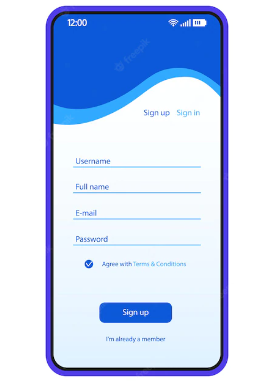 12:00
Sign up Sign in
Username
Full name
E-mail
Password
Agree with Terms & Conditions
Sign up
I'm already a member